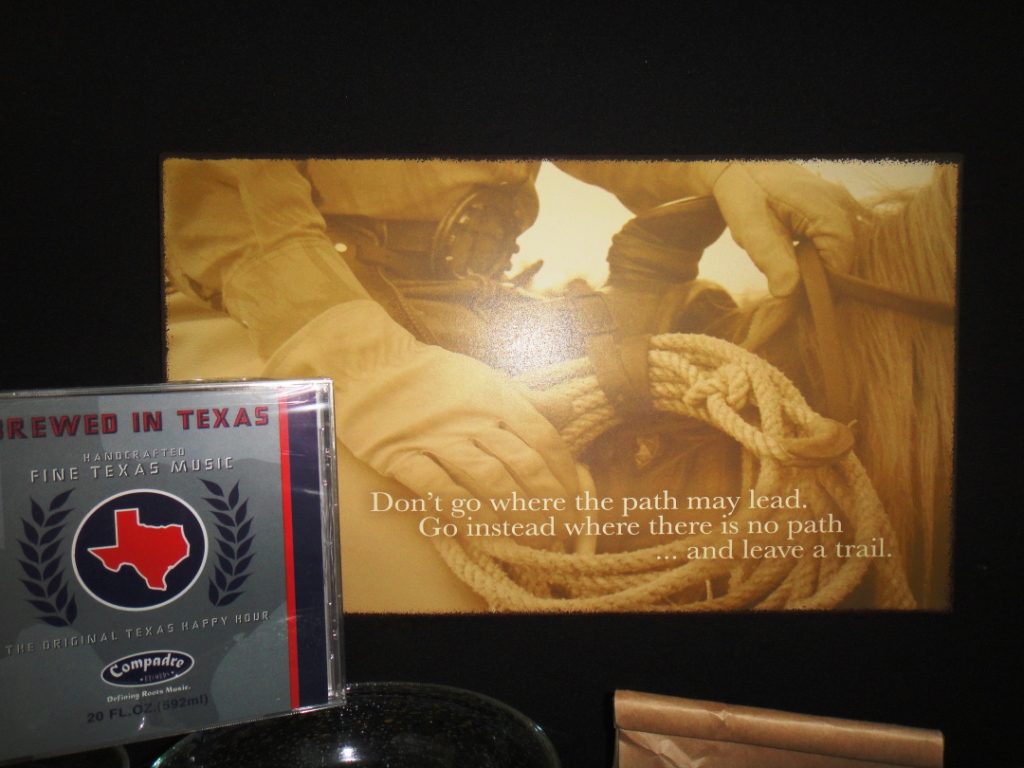 Don't go where the path may lead.
Go instead where there is no path
... and leave a trail.
BREWED IN TEXAS
HANDCRAFTED
FINE TEXAS MUSIC
THE ORIGINAL TEXAS HAPPY HOUR
Compadre
RECORDS
Defining Roots Music.
20 FL.OZ.(592ml)